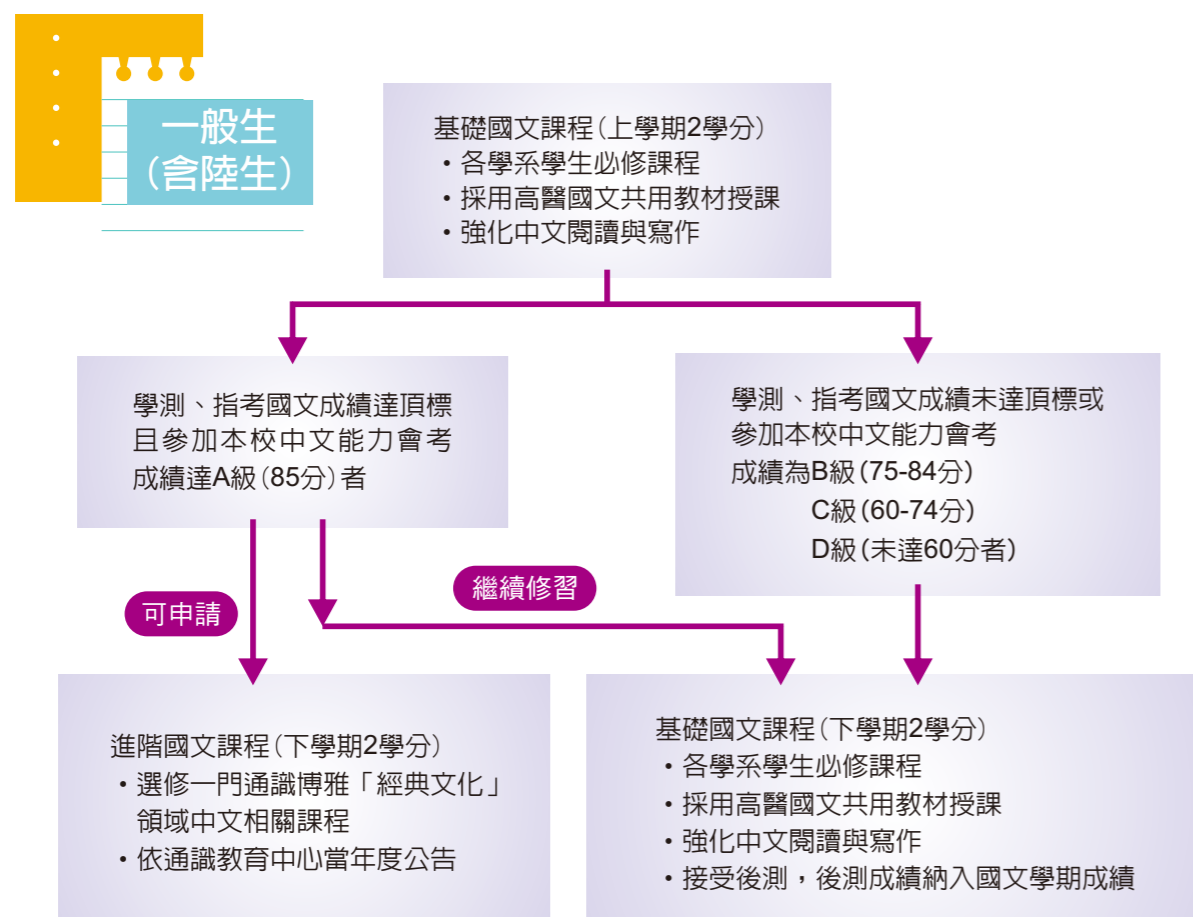 一般生
(含陸生)
基礎國文課程(上學期2學分)
・各學系學生必修課程
・採用高醫國文共用教材授課
・強化中文閱讀與寫作
學測、指考國文成績達頂標
且參加本校中文能力會考
成績達A級(85分)者
學測、指考國文成績未達頂標或
參加本校中文能力會考
成績為B級(75-84分)
C級(60-74分)
D級(未達60分者)
可申請
繼續修習
進階國文課程(下學期2學分)
・選修一門通識博雅「經典文化」
領域中文相關課程
・依通識教育中心當年度公告
基礎國文課程(下學期2學分)
・各學系學生必修課程
・採用高醫國文共用教材授課
・強化中文閱讀與寫作
・接受後測，後測成績納入國文學期成績